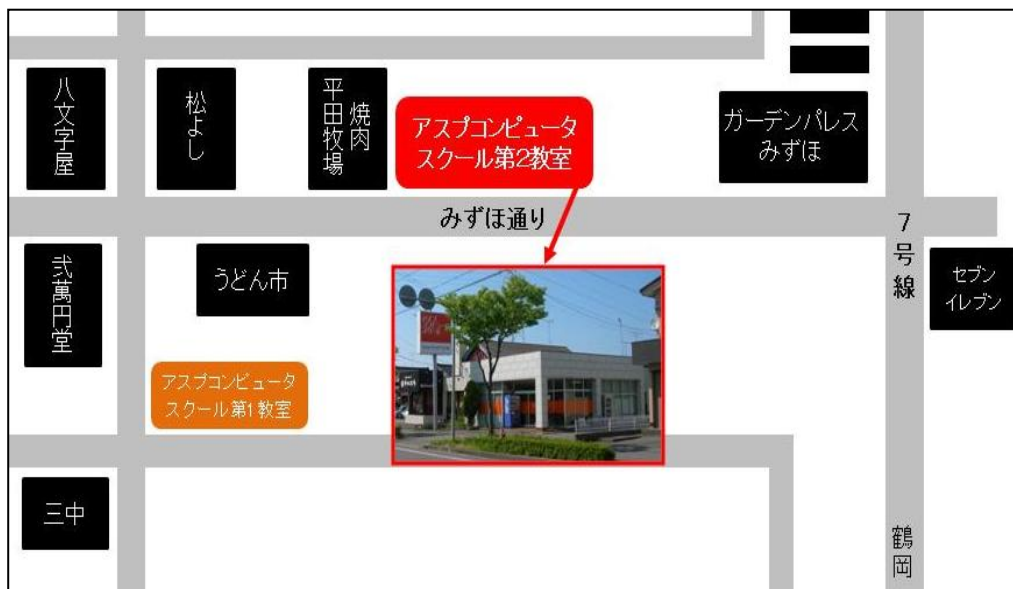 八文字屋
松よし
焼肉
平田牧場
アスプコンピュータ
スクール第2教室
ガーデンパレス
みずほ
みずほ通り
7号線
弐萬円堂
うどん市
セブン
イレブン
アスプコンピュータ
スクール第1教室
三中
鶴岡